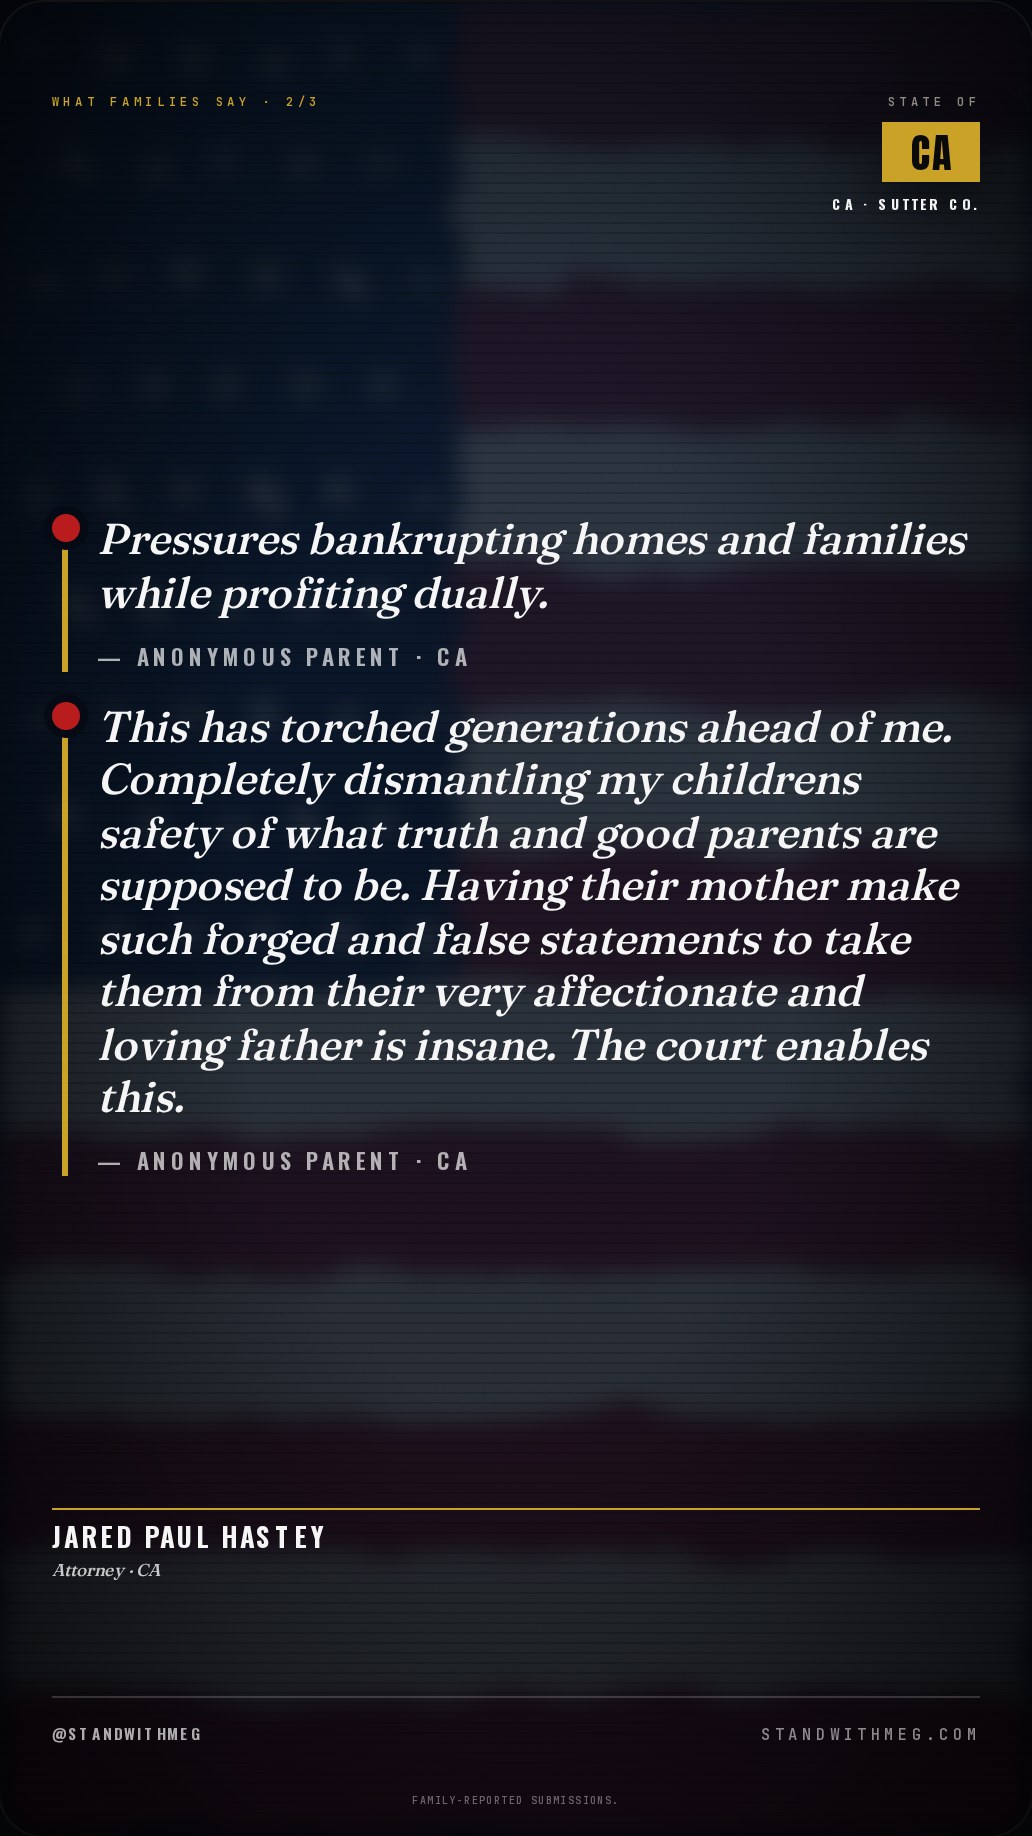 WHAT FAMILIES SAY · 2/3
STATE OF
CA
CA · SUTTER CO.
Pressures bankrupting homes and families
while profiting dually.
— ANONYMOUS PARENT · CA
This has torched generations ahead of me.
Completely dismantling my childrens
safety of what truth and good parents are
supposed to be. Having their mother make
such forged and false statements to take
them from their very affectionate and
loving father is insane. The court enables
this.
— ANONYMOUS PARENT · CA
JARED PAUL HASTEY
Attorney · CA
@STANDWITHMEG
STANDWITHMEG.COM
FAMILY-REPORTED SUBMISSIONS.